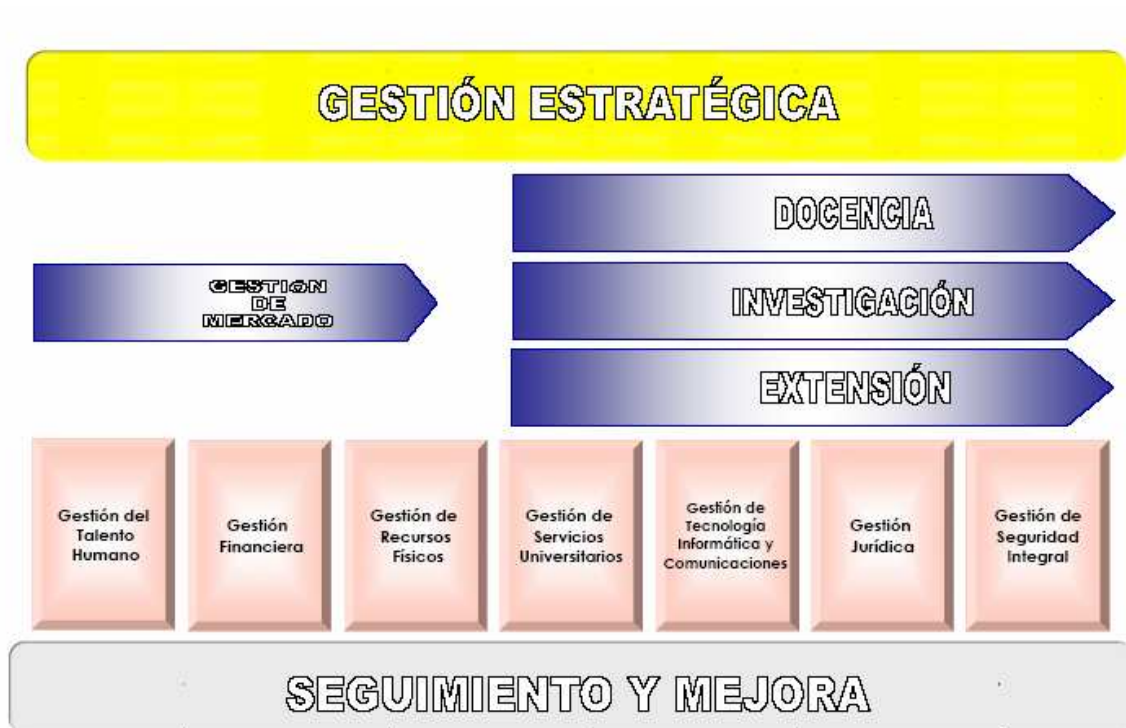 GESTIÓN ESTRATÉGICA
DOCENCIA
GESTIÓN
DE
MERCADO
INVESTIGACIÓN
EXTENSIÓN
Gestión del
Talento
Humano
Gestión
Financiera
Gestión de
Recursos
Físicos
Gestión de
Servicios
Universitarios
Gestión de
Tecnología
Informática y
Comunicaciones
Gestión
Jurídica
Gestión de
Seguridad
Integral
SEGUIMIENTO Y MEJORA